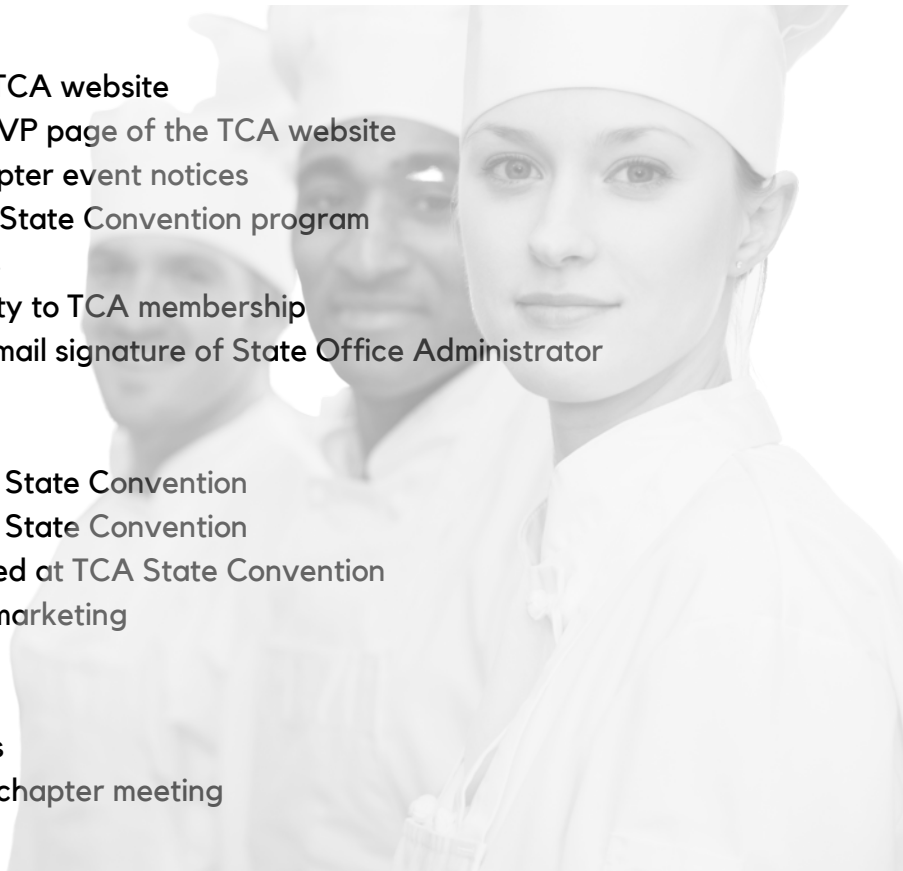 TCA website
VP page of the TCA website
pter event notices
State Convention program
ty to TCA membership
mail signature of State Office Administrator
State Convention
State Convention
ed at TCA State Convention
marketing
s
chapter meeting